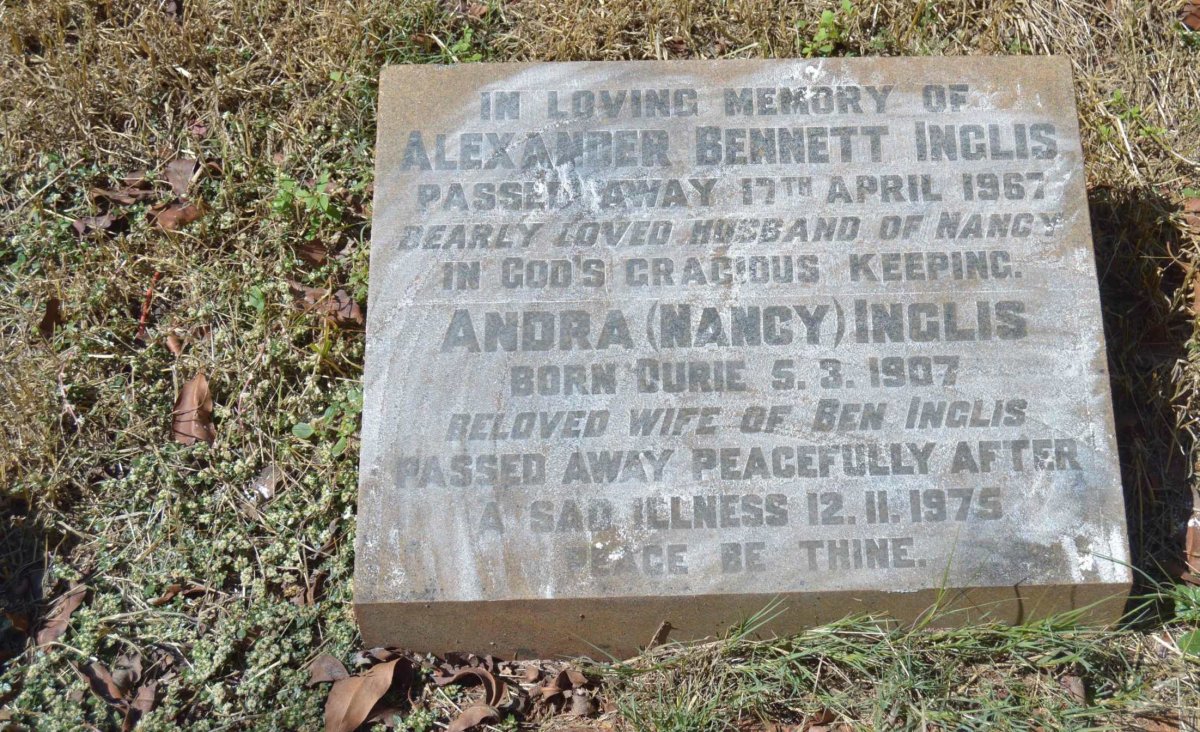 IN LOVING MEMORY OF
ALEXANDER BENNETT INGLIS
PASSED AWAY 17TH APRIL 1967
DEARLY LOVED HUSBAND OF NANCY
IN GOD'S GRACIOUS KEEPING.
ANDRA (NANCY) INGLIS
BORN DURIE 5. 3. 1907
BELOVED WIFE OF BEN INGLIS
PASSED AWAY PEACEFULLY AFTER
A SAD ILLNESS 12. 11. 1975
PEACE BE THINE.